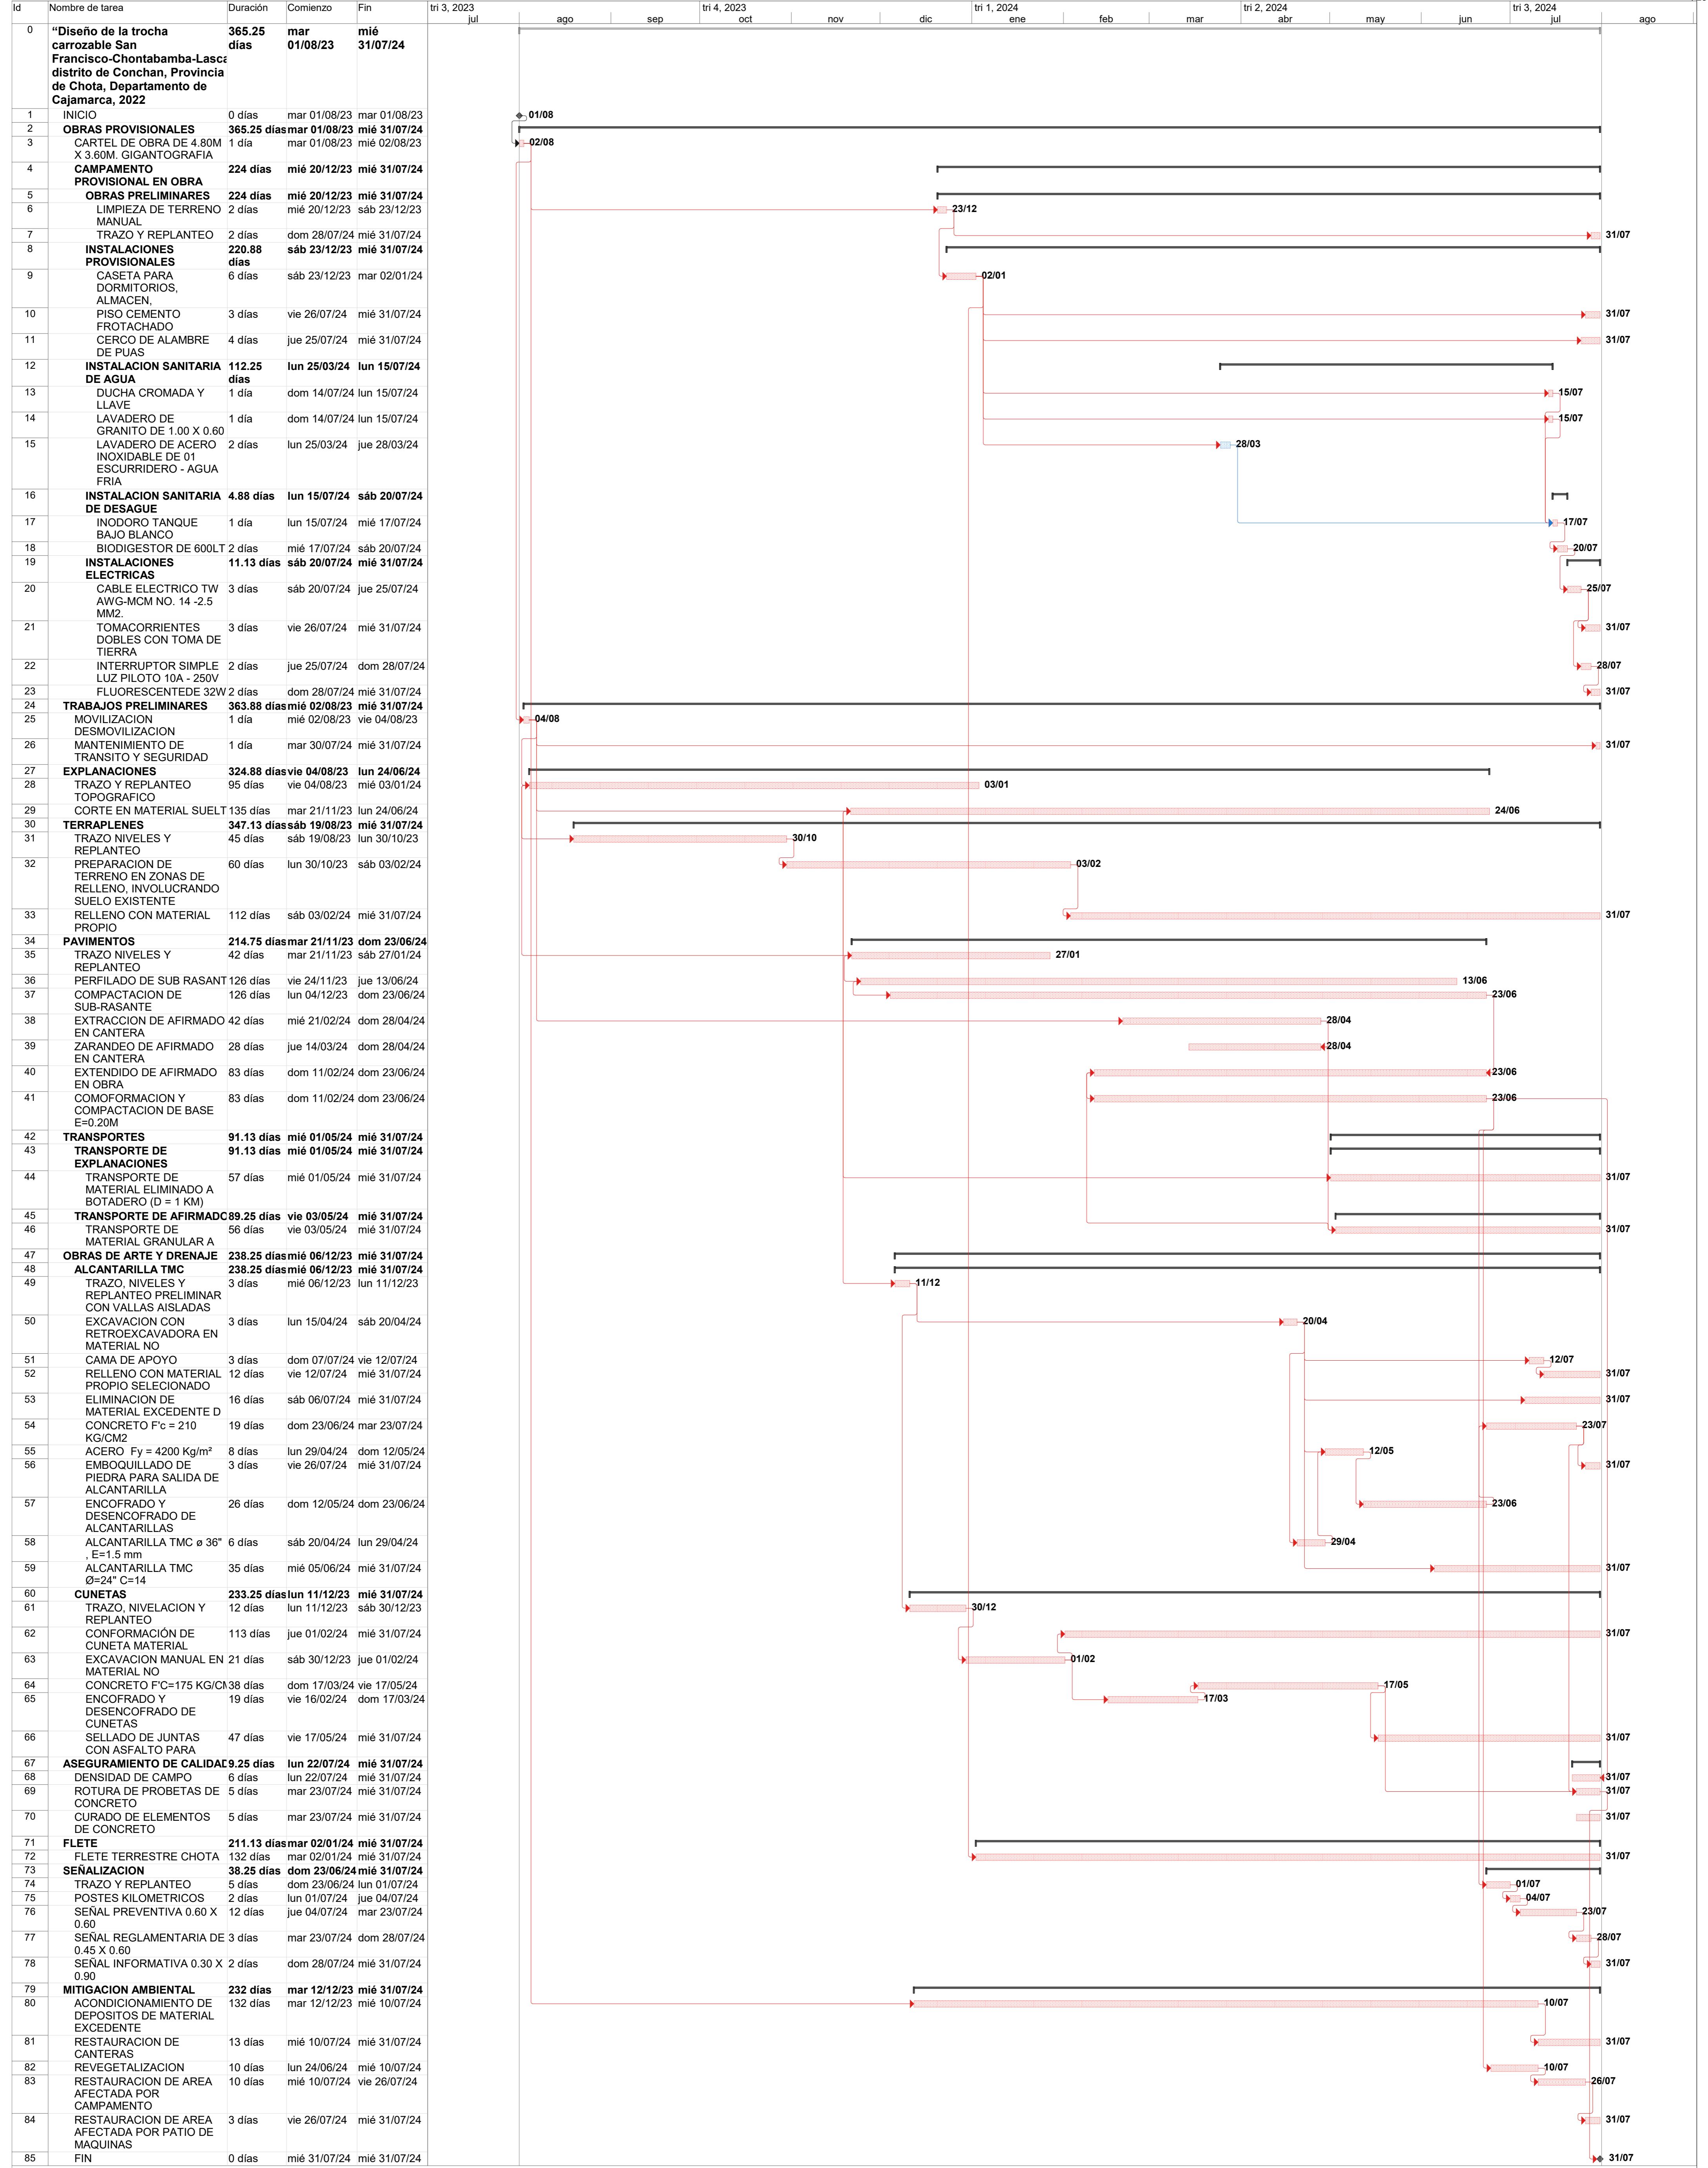 Id Nombre de tarea Duración Comienzo Fin tri 3, 2023 tri 4, 2023 tri 1, 2024 tri 2, 2024 tri 3, 2024
jul ago sep oct nov dic ene feb mar abr may jun jul ago
0 “Diseño de la trocha 365.25 mar mié
carrozable San días 01/08/23 31/07/24
Francisco-Chontabamba-Lasca
distrito de Conchan, Provincia
de Chota, Departamento de
Cajamarca, 2022
1 INICIO 0 días mar 01/08/23 mar 01/08/23 01/08
2 OBRAS PROVISIONALES 365.25 días mar 01/08/23 mié 31/07/24
3 CARTEL DE OBRA DE 4.80M 1 día mar 01/08/23 mié 02/08/23 02/08
X 3.60M. GIGANTOGRAFIA
4 CAMPAMENTO 224 días mié 20/12/23 mié 31/07/24
PROVISIONAL EN OBRA
5 OBRAS PRELIMINARES 224 días mié 20/12/23 mié 31/07/24
6 LIMPIEZA DE TERRENO 2 días mié 20/12/23 sáb 23/12/23 23/12
MANUAL
7 TRAZO Y REPLANTEO 2 días dom 28/07/24 mié 31/07/24 31/07
8 INSTALACIONES 220.88 sáb 23/12/23 mié 31/07/24
PROVISIONALES días
9 CASETA PARA 6 días sáb 23/12/23 mar 02/01/24 02/01
DORMITORIOS,
ALMACEN,
10 PISO CEMENTO 3 días vie 26/07/24 mié 31/07/24 31/07
FROTACHADO
11 CERCO DE ALAMBRE 4 días jue 25/07/24 mié 31/07/24 31/07
DE PUAS
12 INSTALACION SANITARIA 112.25 lun 25/03/24 lun 15/07/24
DE AGUA días
13 DUCHA CROMADA Y 1 día dom 14/07/24 lun 15/07/24 15/07
LLAVE
14 LAVADERO DE 1 día dom 14/07/24 lun 15/07/24 15/07
GRANITO DE 1.00 X 0.60
15 LAVADERO DE ACERO 2 días lun 25/03/24 jue 28/03/24 28/03
INOXIDABLE DE 01
ESCURRIDERO - AGUA
FRIA
16 INSTALACION SANITARIA 4.88 días lun 15/07/24 sáb 20/07/24
DE DESAGUE
17 INODORO TANQUE 1 día lun 15/07/24 mié 17/07/24 17/07
BAJO BLANCO
18 BIODIGESTOR DE 600LT 2 días mié 17/07/24 sáb 20/07/24 20/07
19 INSTALACIONES 11.13 días sáb 20/07/24 mié 31/07/24
ELECTRICAS
20 CABLE ELECTRICO TW 3 días sáb 20/07/24 jue 25/07/24 25/07
AWG-MCM NO. 14 -2.5
MM2.
21 TOMACORRIENTES 3 días vie 26/07/24 mié 31/07/24 31/07
DOBLES CON TOMA DE
TIERRA
22 INTERRUPTOR SIMPLE 2 días jue 25/07/24 dom 28/07/24 28/07
LUZ PILOTO 10A - 250V
23 FLUORESCENTEDE 32W 2 días dom 28/07/24 mié 31/07/24 31/07
24 TRABAJOS PRELIMINARES 363.88 días mié 02/08/23 mié 31/07/24
25 MOVILIZACION 1 día mié 02/08/23 vie 04/08/23 04/08
DESMOVILIZACION
26 MANTENIMIENTO DE 1 día mar 30/07/24 mié 31/07/24 31/07
TRANSITO Y SEGURIDAD
27 EXPLANACIONES 324.88 días vie 04/08/23 lun 24/06/24
28 TRAZO Y REPLANTEO 95 días vie 04/08/23 mié 03/01/24 03/01
TOPOGRAFICO
29 CORTE EN MATERIAL SUELT 135 días mar 21/11/23 lun 24/06/24 24/06
30 TERRAPLENES 347.13 días sáb 19/08/23 mié 31/07/24
31 TRAZO NIVELES Y 45 días sáb 19/08/23 lun 30/10/23 30/10
REPLANTEO
32 PREPARACION DE 60 días lun 30/10/23 sáb 03/02/24 03/02
TERRENO EN ZONAS DE
RELLENO, INVOLUCRANDO
SUELO EXISTENTE
33 RELLENO CON MATERIAL 112 días sáb 03/02/24 mié 31/07/24 31/07
PROPIO
34 PAVIMENTOS 214.75 días mar 21/11/23 dom 23/06/24
35 TRAZO NIVELES Y 42 días mar 21/11/23 sáb 27/01/24 27/01
REPLANTEO
36 PERFILADO DE SUB RASANT 126 días vie 24/11/23 jue 13/06/24 13/06
37 COMPACTACION DE 126 días lun 04/12/23 dom 23/06/24 23/06
SUB-RASANTE
38 EXTRACCION DE AFIRMADO 42 días mié 21/02/24 dom 28/04/24 28/04
EN CANTERA
39 ZARANDEO DE AFIRMADO 28 días jue 14/03/24 dom 28/04/24 28/04
EN CANTERA
40 EXTENDIDO DE AFIRMADO 83 días dom 11/02/24 dom 23/06/24 23/06
EN OBRA
41 COMOFORMACION Y 83 días dom 11/02/24 dom 23/06/24 23/06
COMPACTACION DE BASE
E=0.20M
42 TRANSPORTES 91.13 días mié 01/05/24 mié 31/07/24
43 TRANSPORTE DE 91.13 días mié 01/05/24 mié 31/07/24
EXPLANACIONES
44 TRANSPORTE DE 57 días mié 01/05/24 mié 31/07/24 31/07
MATERIAL ELIMINADO A
BOTADERO (D = 1 KM)
45 TRANSPORTE DE AFIRMADO 89.25 días vie 03/05/24 mié 31/07/24
46 TRANSPORTE DE 56 días vie 03/05/24 mié 31/07/24 31/07
MATERIAL GRANULAR A
47 OBRAS DE ARTE Y DRENAJE 238.25 días mié 06/12/23 mié 31/07/24
48 ALCANTARILLA TMC 238.25 días mié 06/12/23 mié 31/07/24
49 TRAZO, NIVELES Y 3 días mié 06/12/23 lun 11/12/23 11/12
REPLANTEO PRELIMINAR
CON VALLAS AISLADAS
50 EXCAVACION CON 3 días lun 15/04/24 sáb 20/04/24 20/04
RETROEXCAVADORA EN
MATERIAL NO
51 CAMA DE APOYO 3 días dom 07/07/24 vie 12/07/24 12/07
52 RELLENO CON MATERIAL 12 días vie 12/07/24 mié 31/07/24 31/07
PROPIO SELECIONADO
53 ELIMINACION DE 16 días sáb 06/07/24 mié 31/07/24 31/07
MATERIAL EXCEDENTE D
54 CONCRETO F'c = 210 19 días dom 23/06/24 mar 23/07/24 23/07
KG/CM2
55 ACERO Fy = 4200 Kg/m² 8 días lun 29/04/24 dom 12/05/24 12/05
56 EMBOQUILLADO DE 3 días vie 26/07/24 mié 31/07/24 31/07
PIEDRA PARA SALIDA DE
ALCANTARILLA
57 ENCOFRADO Y 26 días dom 12/05/24 dom 23/06/24 23/06
DESENCOFRADO DE
ALCANTARILLAS
58 ALCANTARILLA TMC ø 36" 6 días sáb 20/04/24 lun 29/04/24 29/04
, E=1.5 mm
59 ALCANTARILLA TMC 35 días mié 05/06/24 mié 31/07/24 31/07
Ø=24" C=14
60 CUNETAS 233.25 días lun 11/12/23 mié 31/07/24
61 TRAZO, NIVELACION Y 12 días lun 11/12/23 sáb 30/12/23 30/12
REPLANTEO
62 CONFORMACIÓN DE 113 días jue 01/02/24 mié 31/07/24 31/07
CUNETA MATERIAL
63 EXCAVACION MANUAL EN 21 días sáb 30/12/23 jue 01/02/24 01/02
MATERIAL NO
64 CONCRETO F'C=175 KG/CM 38 días dom 17/03/24 vie 17/05/24 17/05
65 ENCOFRADO Y 19 días vie 16/02/24 dom 17/03/24 17/03
DESENCOFRADO DE
CUNETAS
66 SELLADO DE JUNTAS 47 días vie 17/05/24 mié 31/07/24 31/07
CON ASFALTO PARA
67 ASEGURAMIENTO DE CALIDAD 9.25 días lun 22/07/24 mié 31/07/24
68 DENSIDAD DE CAMPO 6 días lun 22/07/24 mié 31/07/24 31/07
69 ROTURA DE PROBETAS DE 5 días mar 23/07/24 mié 31/07/24 31/07
CONCRETO
70 CURADO DE ELEMENTOS 5 días mar 23/07/24 mié 31/07/24 31/07
DE CONCRETO
71 FLETE 211.13 días mar 02/01/24 mié 31/07/24
72 FLETE TERRESTRE CHOTA 132 días mar 02/01/24 mié 31/07/24 31/07
73 SEÑALIZACION 38.25 días dom 23/06/24 mié 31/07/24
74 TRAZO Y REPLANTEO 5 días dom 23/06/24 lun 01/07/24 01/07
75 POSTES KILOMETRICOS 2 días lun 01/07/24 jue 04/07/24 04/07
76 SEÑAL PREVENTIVA 0.60 X 12 días jue 04/07/24 mar 23/07/24 23/07
0.60
77 SEÑAL REGLAMENTARIA DE 3 días mar 23/07/24 dom 28/07/24 28/07
0.45 X 0.60
78 SEÑAL INFORMATIVA 0.30 X 2 días dom 28/07/24 mié 31/07/24 31/07
0.90
79 MITIGACION AMBIENTAL 232 días mar 12/12/23 mié 31/07/24
80 ACONDICIONAMIENTO DE 132 días mar 12/12/23 mié 10/07/24 10/07
DEPOSITOS DE MATERIAL
EXCEDENTE
81 RESTAURACION DE 13 días mié 10/07/24 mié 31/07/24 31/07
CANTERAS
82 REVEGETALIZACION 10 días lun 24/06/24 mié 10/07/24 10/07
83 RESTAURACION DE AREA 10 días mié 10/07/24 vie 26/07/24 26/07
AFECTADA POR
CAMPAMENTO
84 RESTAURACION DE AREA 3 días vie 26/07/24 mié 31/07/24 31/07
AFECTADA POR PATIO DE
MAQUINAS
85 FIN 0 días mié 31/07/24 mié 31/07/24 31/07